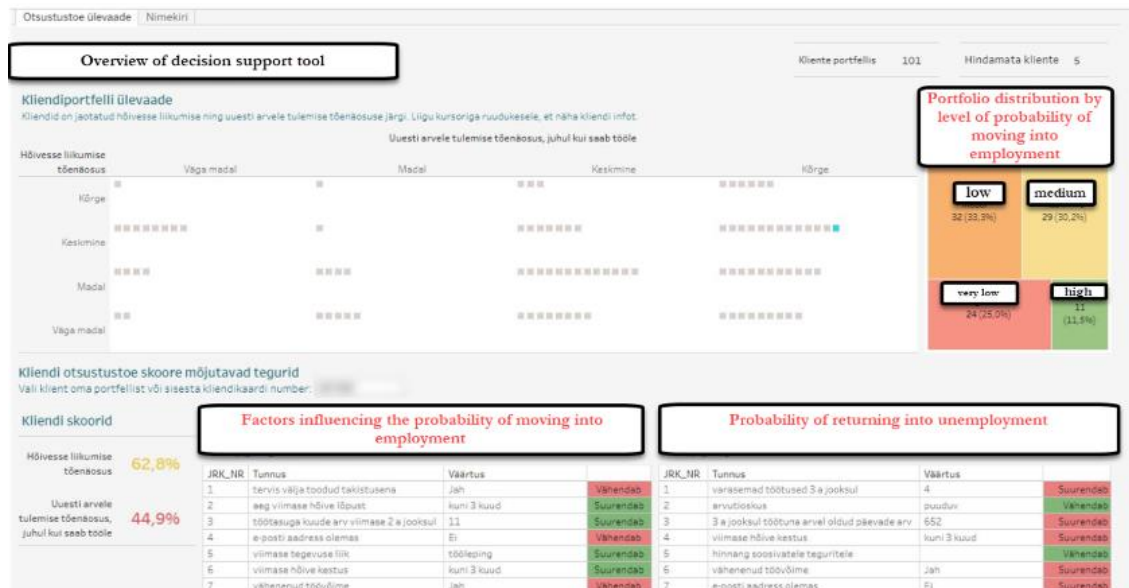 Otsustustoe ülevaade Nimekiri
Overview of decision support tool
Kliente portfellis 101 Hindamata kliente 5
Kliendiportfelli ülevaade
Kliendid on jaotatud hõivesse liikumise ning uuesti arvele tulemise tõenäosuse järgi. Liigu kursoriga ruudukesele, et näha kliendi infot.
Portfolio distribution by
level of probability of
moving into
employment
Uuesti arvele tulemise tõenäosus, juhul kui saab tööle
Hõivesse liikumise
tõenäosus
Väga madal Madal Keskmine Kõrge
Kõrge
Keskmine
Madal
Väga madal
low medium
32 (33,3%) 29 (30,2%)
very low high
24 (25,0%) 11
(11,5%)
Kliendi otsustustoe skoore mõjutavad tegurid
Vali klient oma portfellist või sisesta kliendikaardi number:
Kliendi skoorid
Hõivesse liikumise
tõenäosus
62,8%
Uuesti arvele
tulemise tõenäosus,
juhul kui saab tööle
44,9%
Factors influencing the probability of moving into
employment
JRK_NR Tunnus Väärtus
1 tervis välja toodud takistusena Jah Vähendab
2 aeg viimase hõive lõpust kuni 3 kuud Suurendab
3 töötasuga kuude arv viimase 2 a jooksul 11 Suurendab
4 e-posti aadress olemas Ei Vähendab
5 viimase tegevuse liik tööleping Suurendab
6 viimase hõive kestus kuni 3 kuud Suurendab
7 vähenenud töövõime Jah Vähendab
Probability of returning into unemployment
JRK_NR Tunnus Väärtus
1 varasemad töötused 3 a jooksul 4 Suurendab
2 arvutioskus puuduv Vähendab
3 3 a jooksul töötuna arvel oldud päevade arv 652 Suurendab
4 viimase hõive kestus kuni 3 kuud Suurendab
5 hinnang soosivatele teguritele Vähendab
6 vähenenud töövõime Jah Suurendab
7 e-posti aadress olemas Ei Suurendab